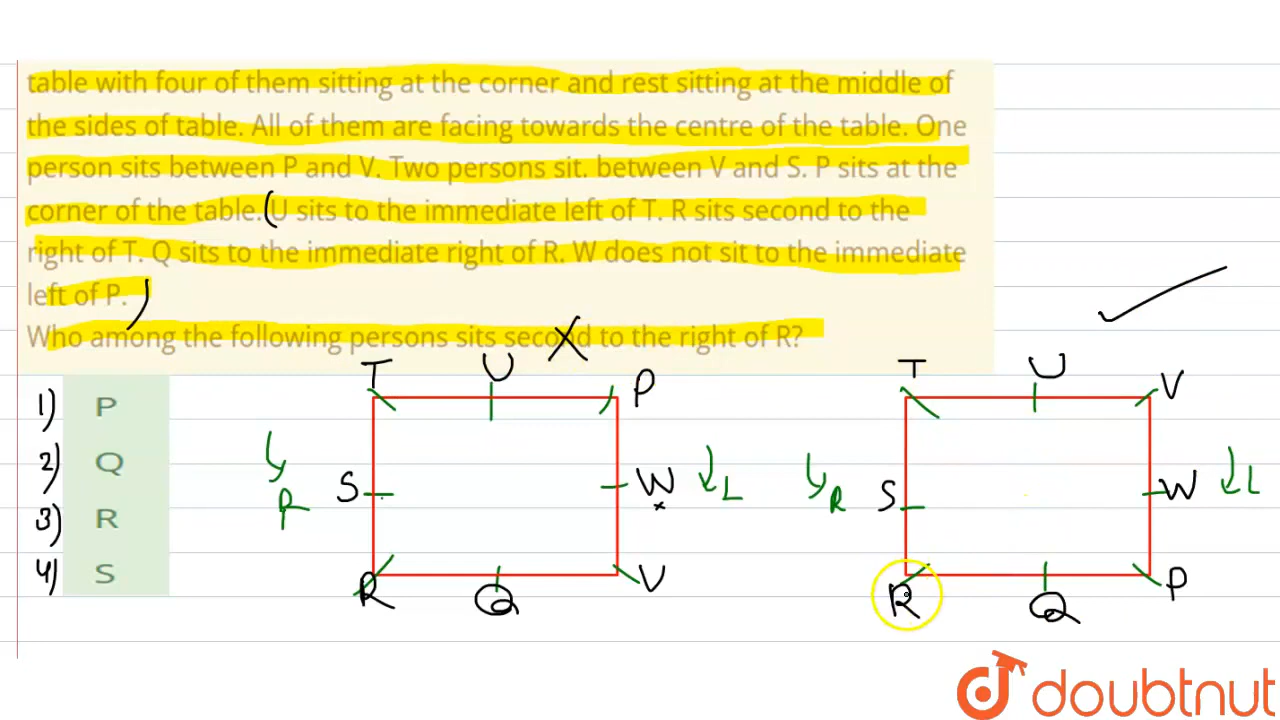 table with four of them sitting at the corner and rest sitting at the middle of
the sides of table. All of them are facing towards the centre of the table. One
person sits between P and V. Two persons sit. between V and S. P sits at the
corner of the table. (U sits to the immediate left of T. R sits second to the
right of T. Q sits to the immediate right of R. W does not sit to the immediate
left of P. )
Who among the following persons sits second to the right of R?
X
T U P T U V
1) P
2) Q
S W L S W L
R R
3) R
4) S
R Q V R Q P
doubtnut